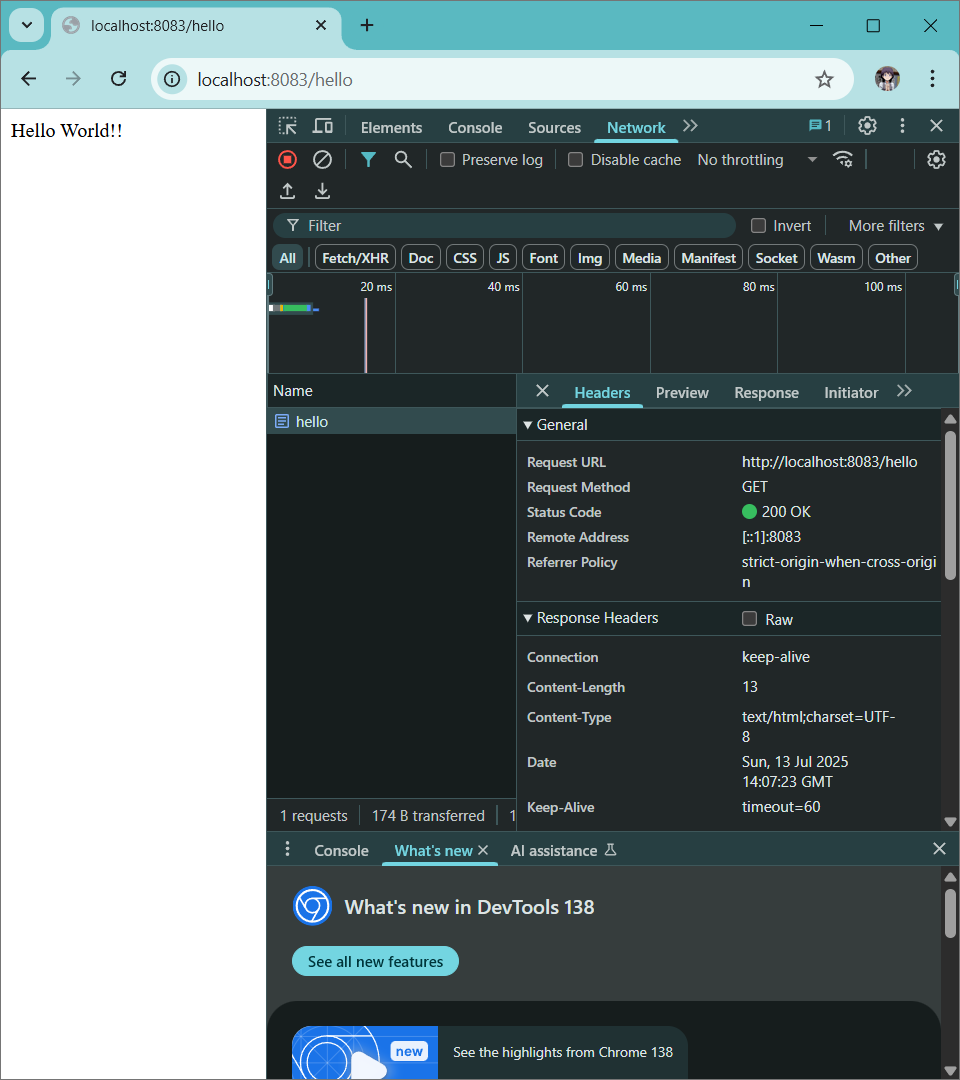 localhost:8083/hello
localhost:8083/hello
Hello World!!
Elements Console Sources Network 1
Preserve log Disable cache No throttling
Filter Invert More filters
All Fetch/XHR Doc CSS JS Font Img Media Manifest Socket Wasm Other
20 ms 40 ms 60 ms 80 ms 100 ms
Name
hello
Headers Preview Response Initiator
General
Request URL http://localhost:8083/hello
Request Method GET
Status Code 200 OK
Remote Address [::1]:8083
Referrer Policy strict-origin-when-cross-origi
n
Response Headers Raw
Connection keep-alive
Content-Length 13
Content-Type text/html;charset=UTF-
8
Date Sun, 13 Jul 2025
14:07:23 GMT
Keep-Alive timeout=60
1 requests 174 B transferred 1
Console What's new AI assistance
What's new in DevTools 138
See all new features
new
See the highlights from Chrome 138